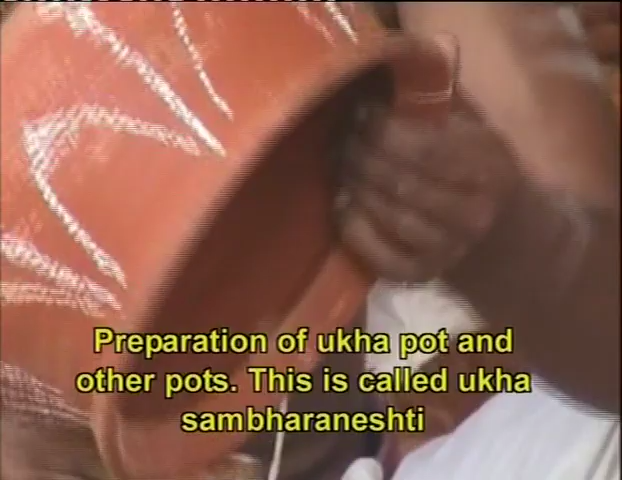 Preparation of ukha pot and
other pots. This is called ukha
sambharaneshti